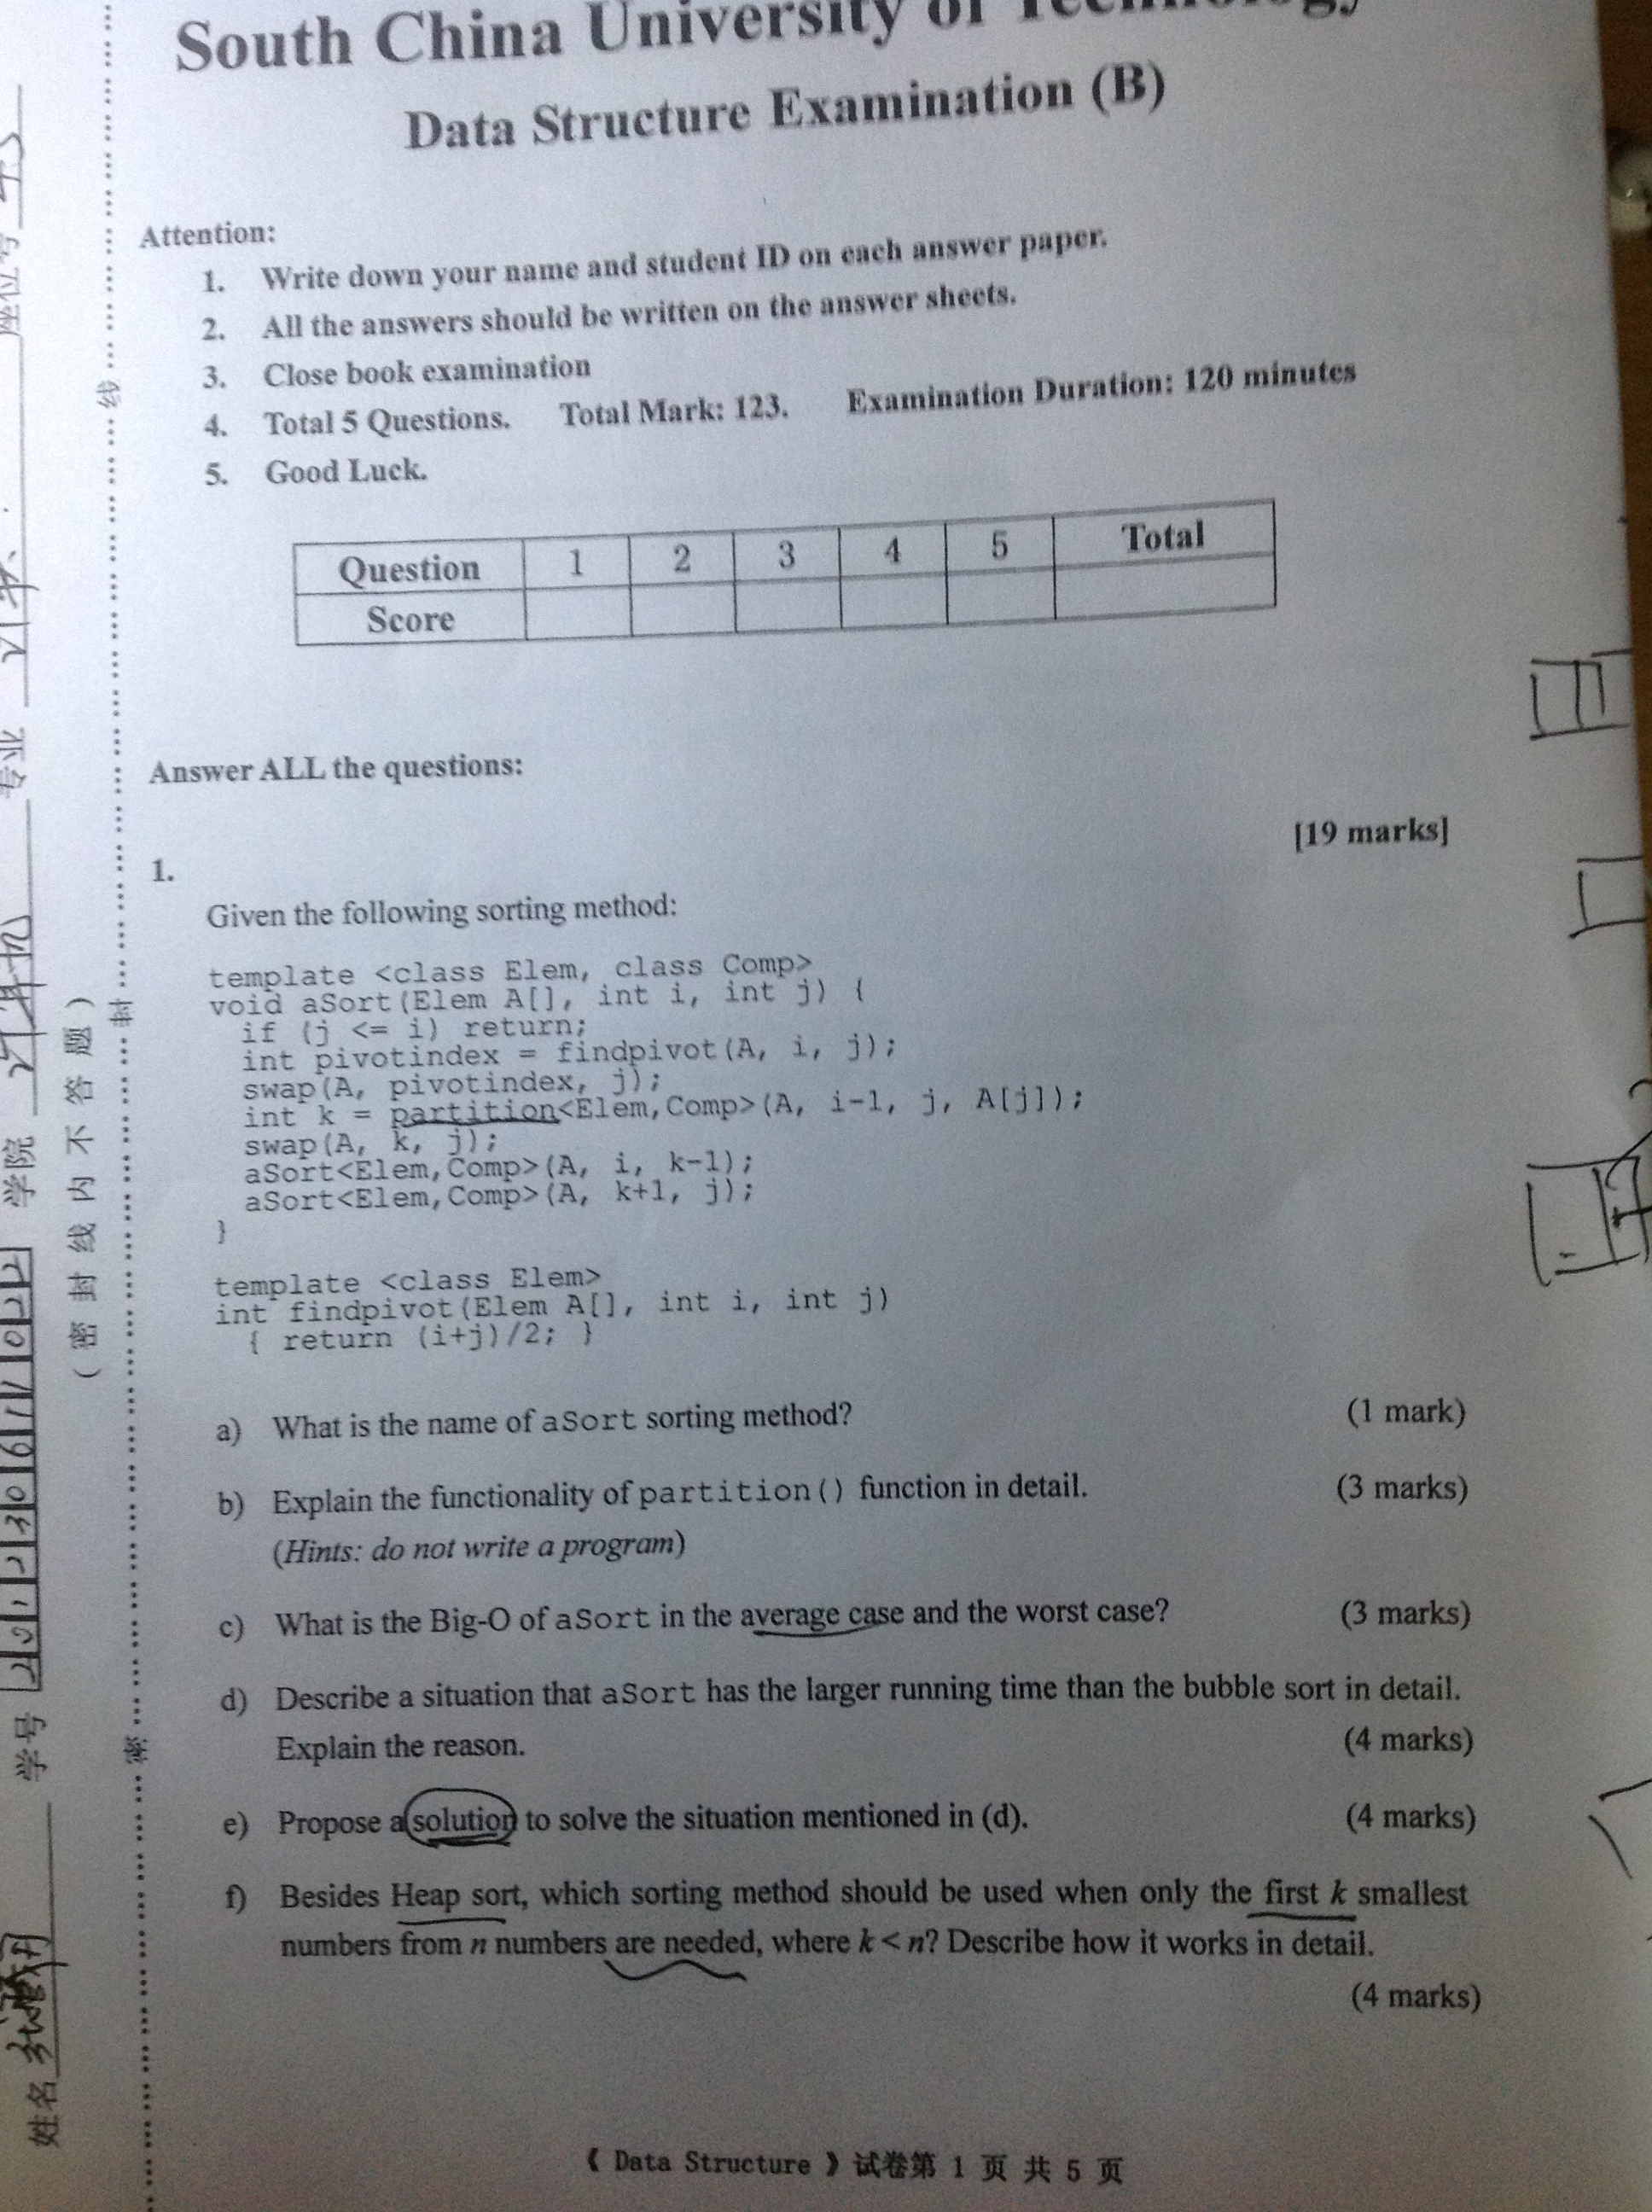 South China University of Technology
Data Structure Examination (B)
Attention:
1. Write down your name and student ID on each answer paper.
2. All the answers should be written on the answer sheets.
3. Close book examination
4. Total 5 Questions. Total Mark: 123. Examination Duration: 120 minutes
5. Good Luck.
Question 1 2 3 4 5 Total
Score
Answer ALL the questions:
[19 marks]
1.
Given the following sorting method:
template <class Elem, class Comp>
void aSort(Elem A[], int i, int j) {
if (j <= i) return;
int pivotindex = findpivot(A, i, j);
swap(A, pivotindex, j);
int k = partition<Elem,Comp>(A, i-1, j, A[j]);
swap(A, k, j);
aSort<Elem,Comp>(A, i, k-1);
aSort<Elem,Comp>(A, k+1, j);
}
template <class Elem>
int findpivot(Elem A[], int i, int j)
{ return (i+j)/2; }
a) What is the name of aSort sorting method? (1 mark)
b) Explain the functionality of partition() function in detail. (3 marks)
(Hints: do not write a program)
c) What is the Big-O of aSort in the average case and the worst case? (3 marks)
d) Describe a situation that aSort has the larger running time than the bubble sort in detail.
Explain the reason. (4 marks)
e) Propose a solution to solve the situation mentioned in (d). (4 marks)
f) Besides Heap sort, which sorting method should be used when only the first k smallest
numbers from n numbers are needed, where k < n? Describe how it works in detail.
(4 marks)
《 Data Structure 》试卷第 1 页 共 5 页
姓名
学号
学院
专业
座位号
（密封线内不答题）
密
封
线